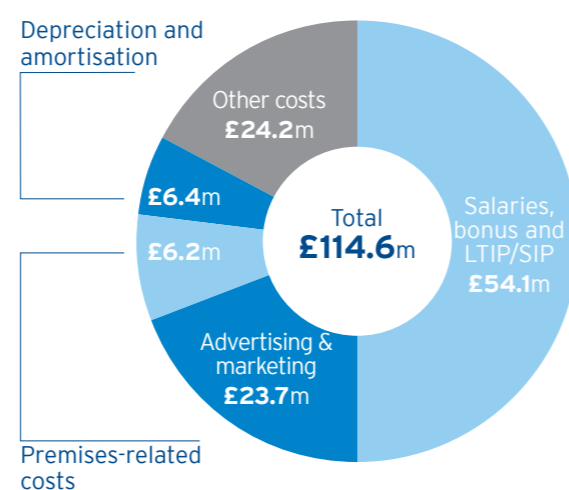 Depreciation and
amortisation
Other costs
£24.2m
£6.4m
£6.2m
Total
£114.6m
Salaries,
bonus and
LTIP/SIP
£54.1m
Advertising &
marketing
£23.7m
Premises-related
costs